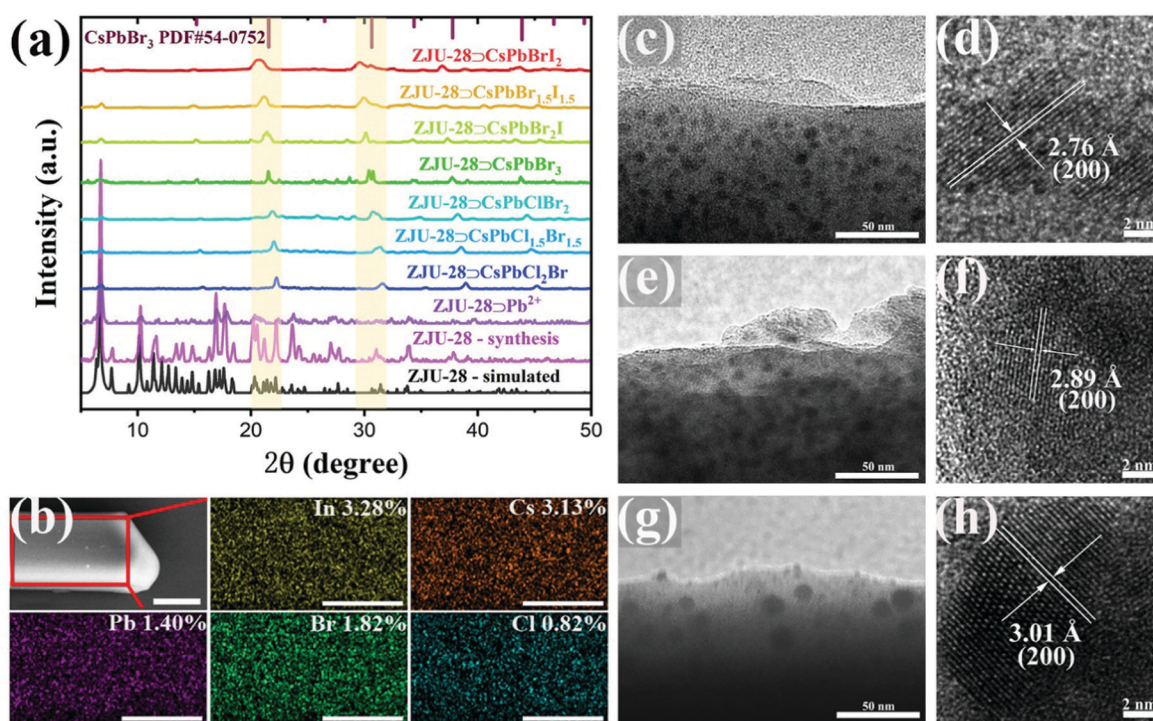 (a)
CsPbBr₃ PDF#54-0752
ZJU-28⊃CsPbBrI₂
ZJU-28⊃CsPbBr₁.₅I₁.₅
ZJU-28⊃CsPbBr₂I
ZJU-28⊃CsPbBr₃
ZJU-28⊃CsPbClBr₂
ZJU-28⊃CsPbCl₁.₅Br₁.₅
ZJU-28⊃CsPbCl₂Br
ZJU-28⊃Pb²⁺
ZJU-28 - synthesis
ZJU-28 - simulated
Intensity (a.u.)
10 20 30 40 50
2θ (degree)
(b)
In 3.28%
Cs 3.13%
Pb 1.40%
Br 1.82%
Cl 0.82%
(c)
50 nm
(d)
2.76 Å
(200)
2 nm
(e)
50 nm
(f)
2.89 Å
(200)
2 nm
(g)
50 nm
(h)
3.01 Å
(200)
2 nm